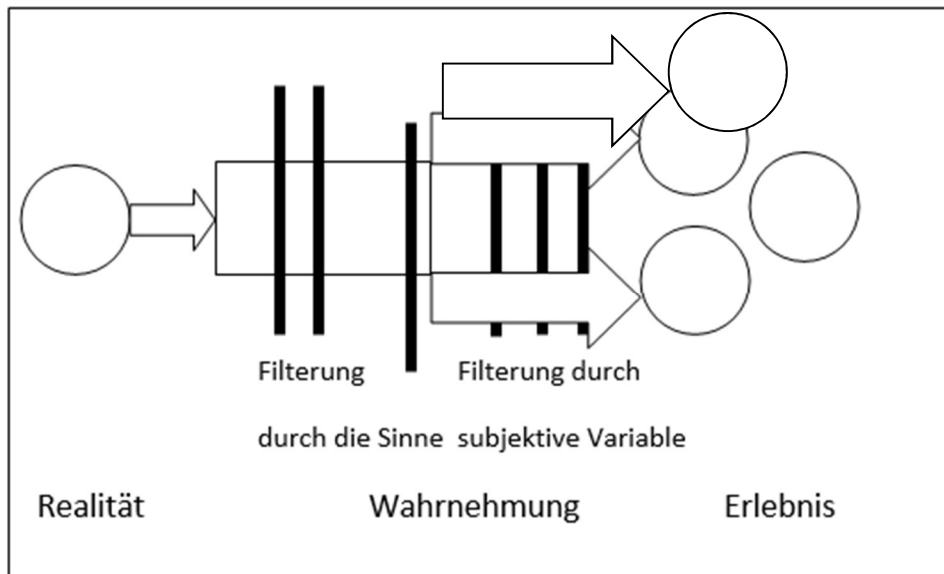 Filterung Filterung durch
durch die Sinne subjektive Variable
Realität Wahrnehmung Erlebnis